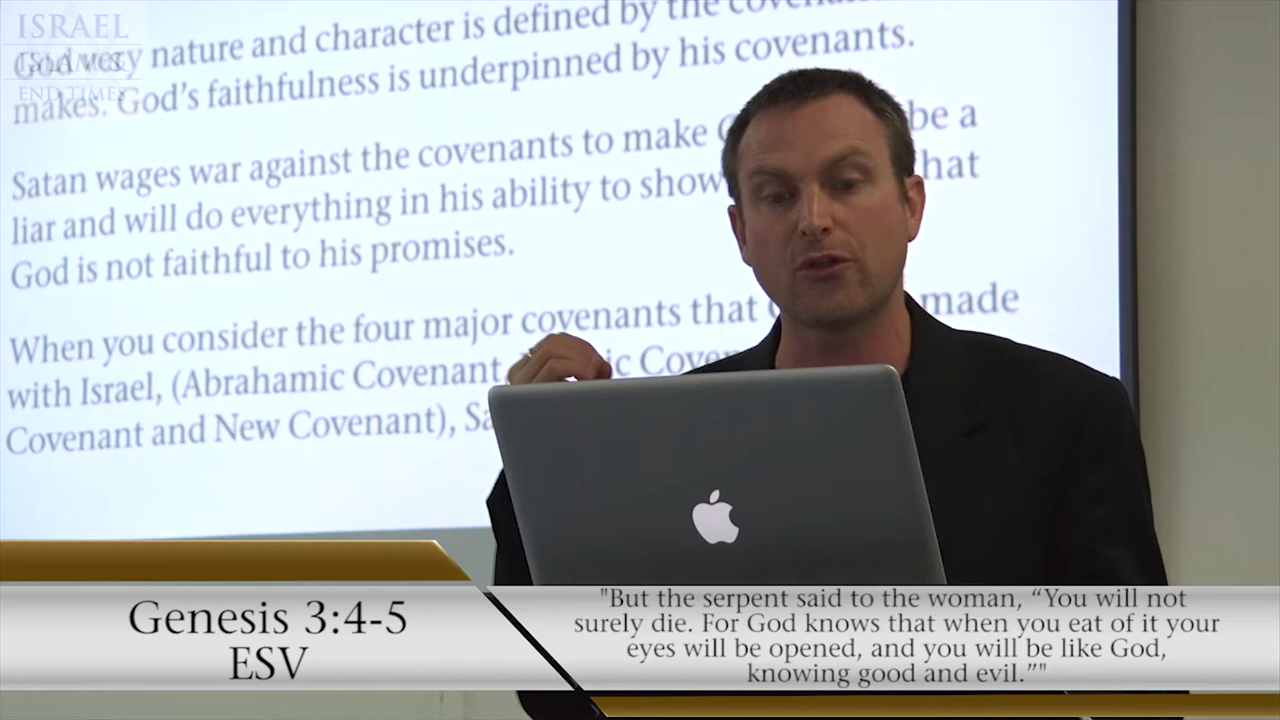 ISRAEL
ISLAM &
END TIMES
God very nature and character is defined by the
makes. God's faithfulness is underpinned by his covenants.
Satan wages war against the covenants to make be a
liar and will do everything in his ability to show that
God is not faithful to his promises.
When you consider the four major covenants that made
with Israel, (Abrahamic Covenant,
Covenant and New Covenant),
Genesis 3:4-5
ESV
"But the serpent said to the woman, “You will not
surely die. For God knows that when you eat of it your
eyes will be opened, and you will be like God,
knowing good and evil.”"